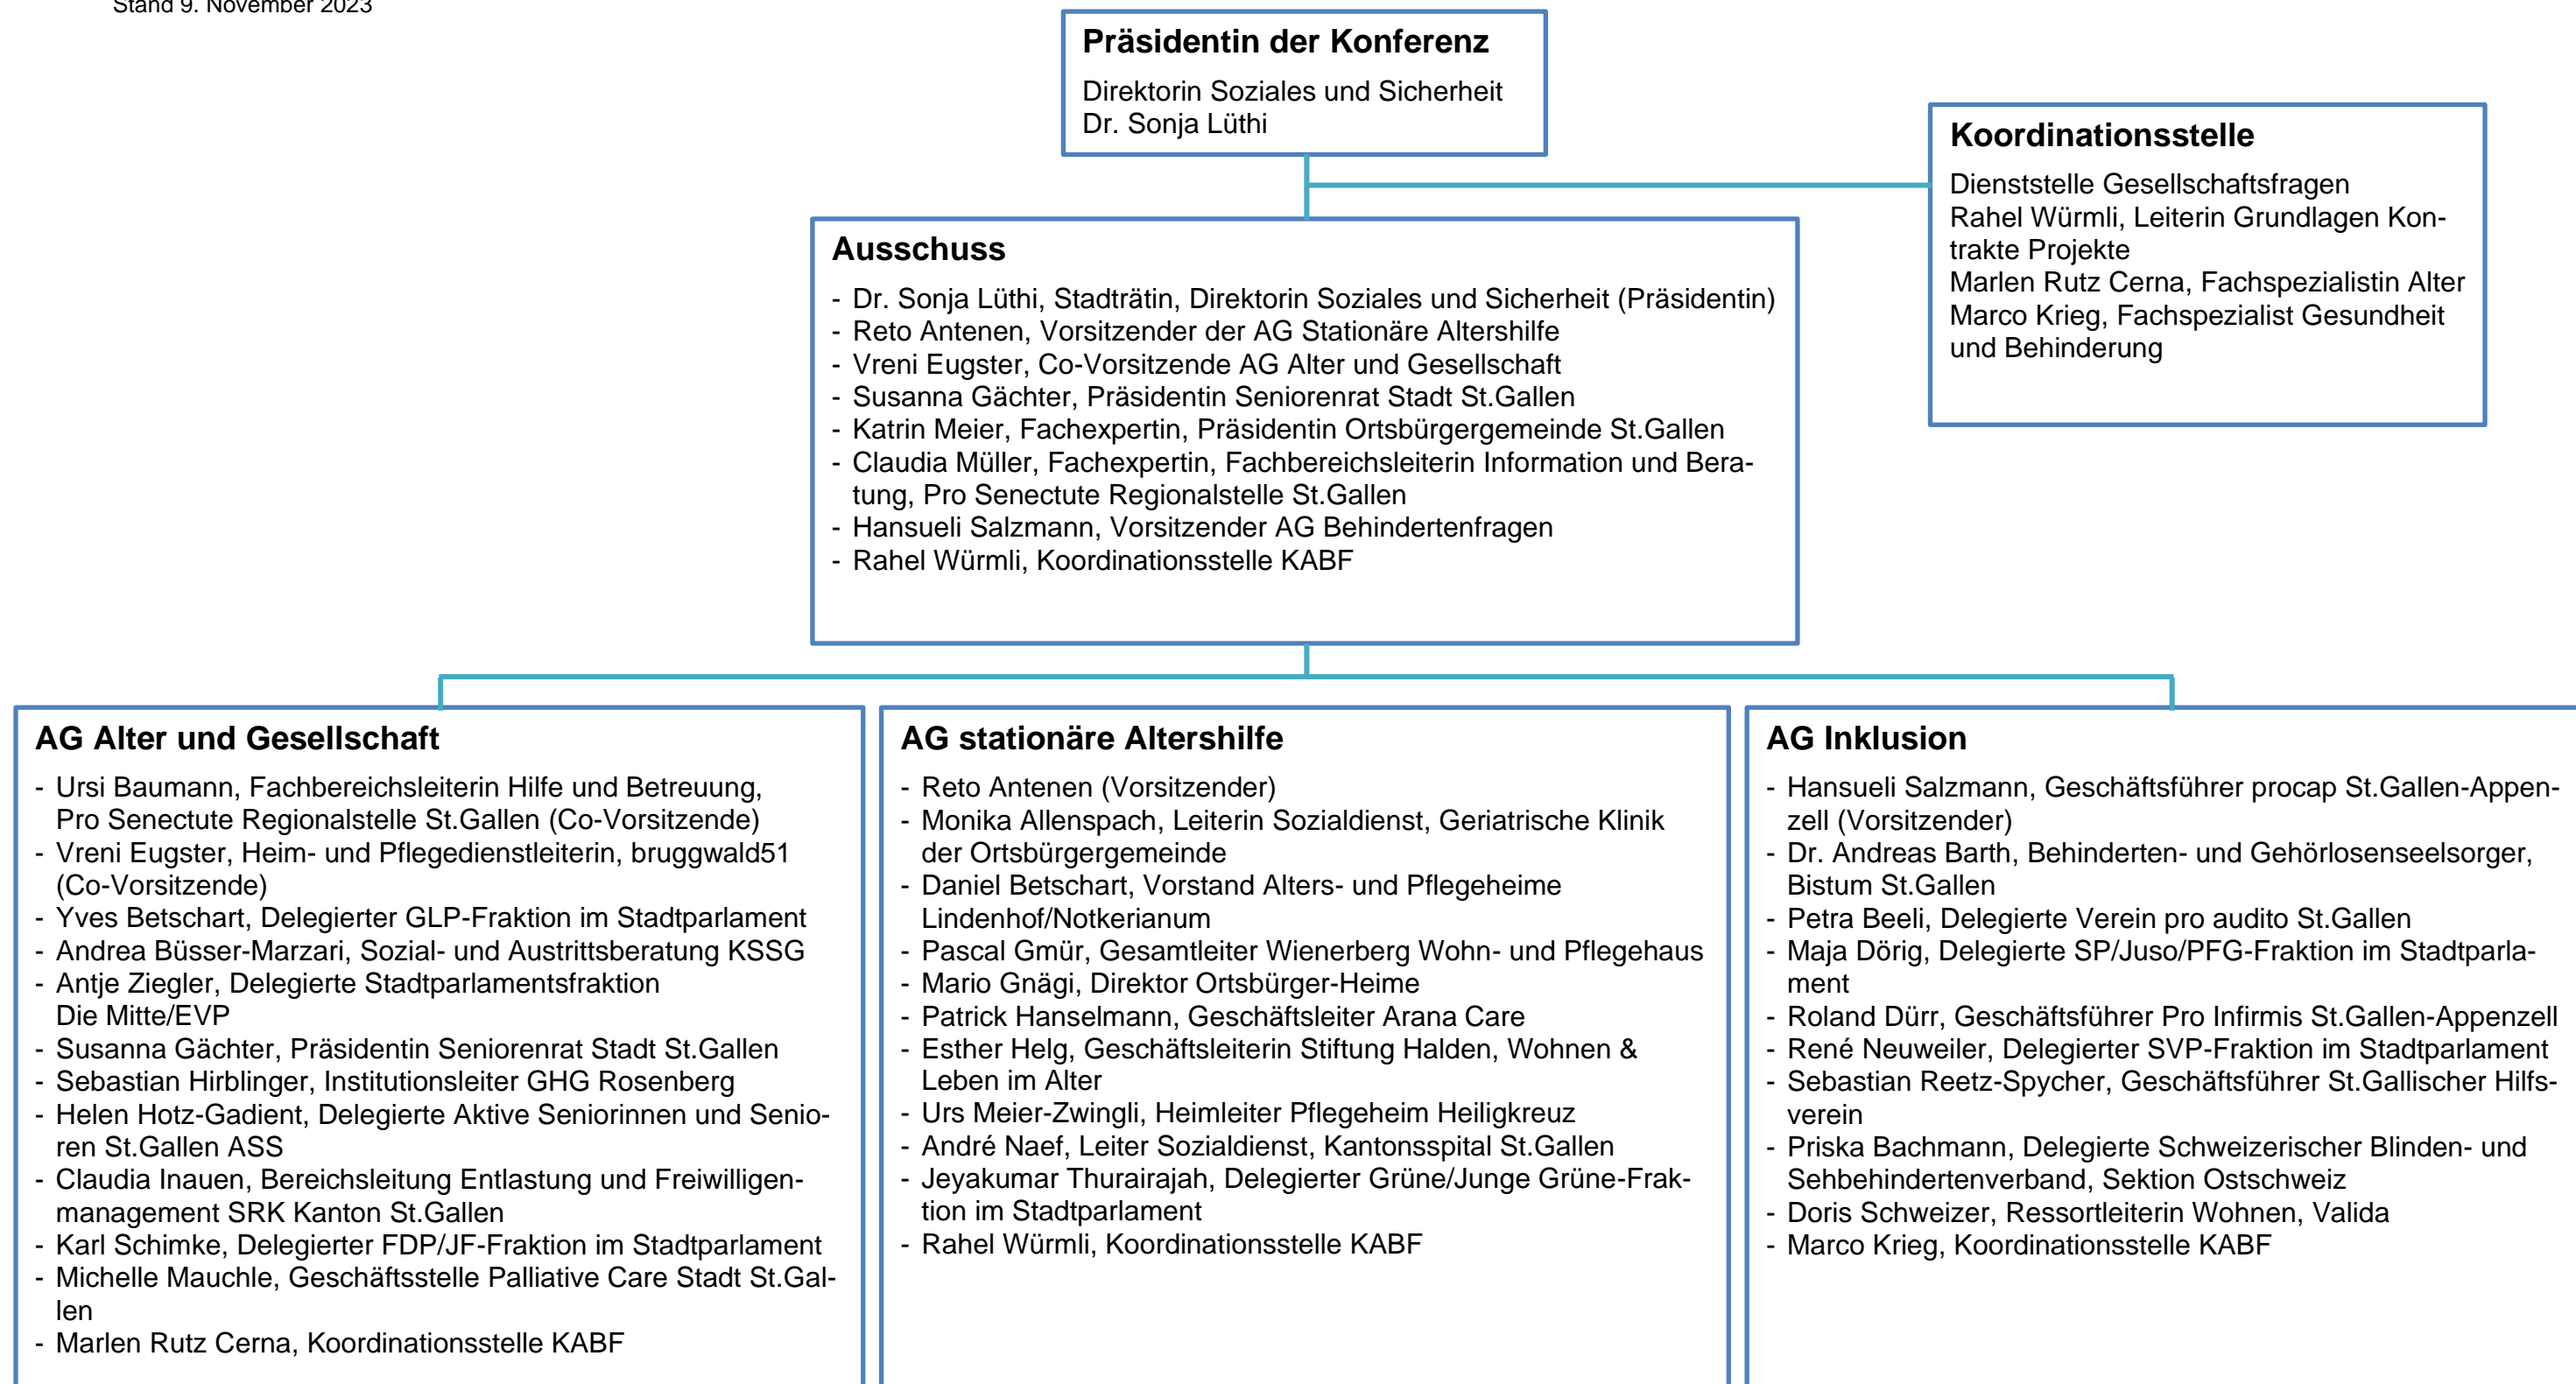 Stand 9. November 2023
Präsidentin der Konferenz
Direktorin Soziales und Sicherheit
Dr. Sonja Lüthi
Koordinationsstelle
Dienststelle Gesellschaftsfragen
Rahel Würmli, Leiterin Grundlagen Kon-
trakte Projekte
Marlen Rutz Cerna, Fachspezialistin Alter
Marco Krieg, Fachspezialist Gesundheit
und Behinderung
Ausschuss
- Dr. Sonja Lüthi, Stadträtin, Direktorin Soziales und Sicherheit (Präsidentin)
- Reto Antenen, Vorsitzender der AG Stationäre Altershilfe
- Vreni Eugster, Co-Vorsitzende AG Alter und Gesellschaft
- Susanna Gächter, Präsidentin Seniorenrat Stadt St.Gallen
- Katrin Meier, Fachexpertin, Präsidentin Ortsbürgergemeinde St.Gallen
- Claudia Müller, Fachexpertin, Fachbereichsleiterin Information und Bera-
tung, Pro Senectute Regionalstelle St.Gallen
- Hansueli Salzmann, Vorsitzender AG Behindertenfragen
- Rahel Würmli, Koordinationsstelle KABF
AG Alter und Gesellschaft
- Ursi Baumann, Fachbereichsleiterin Hilfe und Betreuung,
Pro Senectute Regionalstelle St.Gallen (Co-Vorsitzende)
- Vreni Eugster, Heim- und Pflegedienstleiterin, bruggwald51
(Co-Vorsitzende)
- Yves Betschart, Delegierter GLP-Fraktion im Stadtparlament
- Andrea Büsser-Marzari, Sozial- und Austrittsberatung KSSG
- Antje Ziegler, Delegierte Stadtparlamentsfraktion
Die Mitte/EVP
- Susanna Gächter, Präsidentin Seniorenrat Stadt St.Gallen
- Sebastian Hirblinger, Institutionsleiter GHG Rosenberg
- Helen Hotz-Gadient, Delegierte Aktive Seniorinnen und Senio-
ren St.Gallen ASS
- Claudia Inauen, Bereichsleitung Entlastung und Freiwilligen-
management SRK Kanton St.Gallen
- Karl Schimke, Delegierter FDP/JF-Fraktion im Stadtparlament
- Michelle Mauchle, Geschäftsstelle Palliative Care Stadt St.Gal-
len
- Marlen Rutz Cerna, Koordinationsstelle KABF
AG stationäre Altershilfe
- Reto Antenen (Vorsitzender)
- Monika Allenspach, Leiterin Sozialdienst, Geriatrische Klinik
der Ortsbürgergemeinde
- Daniel Betschart, Vorstand Alters- und Pflegeheime
Lindenhof/Notkerianum
- Pascal Gmür, Gesamtleiter Wienerberg Wohn- und Pflegehaus
- Mario Gnägi, Direktor Ortsbürger-Heime
- Patrick Hanselmann, Geschäftsleiter Arana Care
- Esther Helg, Geschäftsleiterin Stiftung Halden, Wohnen &
Leben im Alter
- Urs Meier-Zwingli, Heimleiter Pflegeheim Heiligkreuz
- André Naef, Leiter Sozialdienst, Kantonsspital St.Gallen
- Jeyakumar Thurairajah, Delegierter Grüne/Junge Grüne-Frak-
tion im Stadtparlament
- Rahel Würmli, Koordinationsstelle KABF
AG Inklusion
- Hansueli Salzmann, Geschäftsführer procap St.Gallen-Appen-
zell (Vorsitzender)
- Dr. Andreas Barth, Behinderten- und Gehörlosenseelsorger,
Bistum St.Gallen
- Petra Beeli, Delegierte Verein pro audito St.Gallen
- Maja Dörig, Delegierte SP/Juso/PFG-Fraktion im Stadtparla-
ment
- Roland Dürr, Geschäftsführer Pro Infirmis St.Gallen-Appenzell
- René Neuweiler, Delegierter SVP-Fraktion im Stadtparlament
- Sebastian Reetz-Spycher, Geschäftsführer St.Gallischer Hilfs-
verein
- Priska Bachmann, Delegierte Schweizerischer Blinden- und
Sehbehindertenverband, Sektion Ostschweiz
- Doris Schweizer, Ressortleiterin Wohnen, Valida
- Marco Krieg, Koordinationsstelle KABF